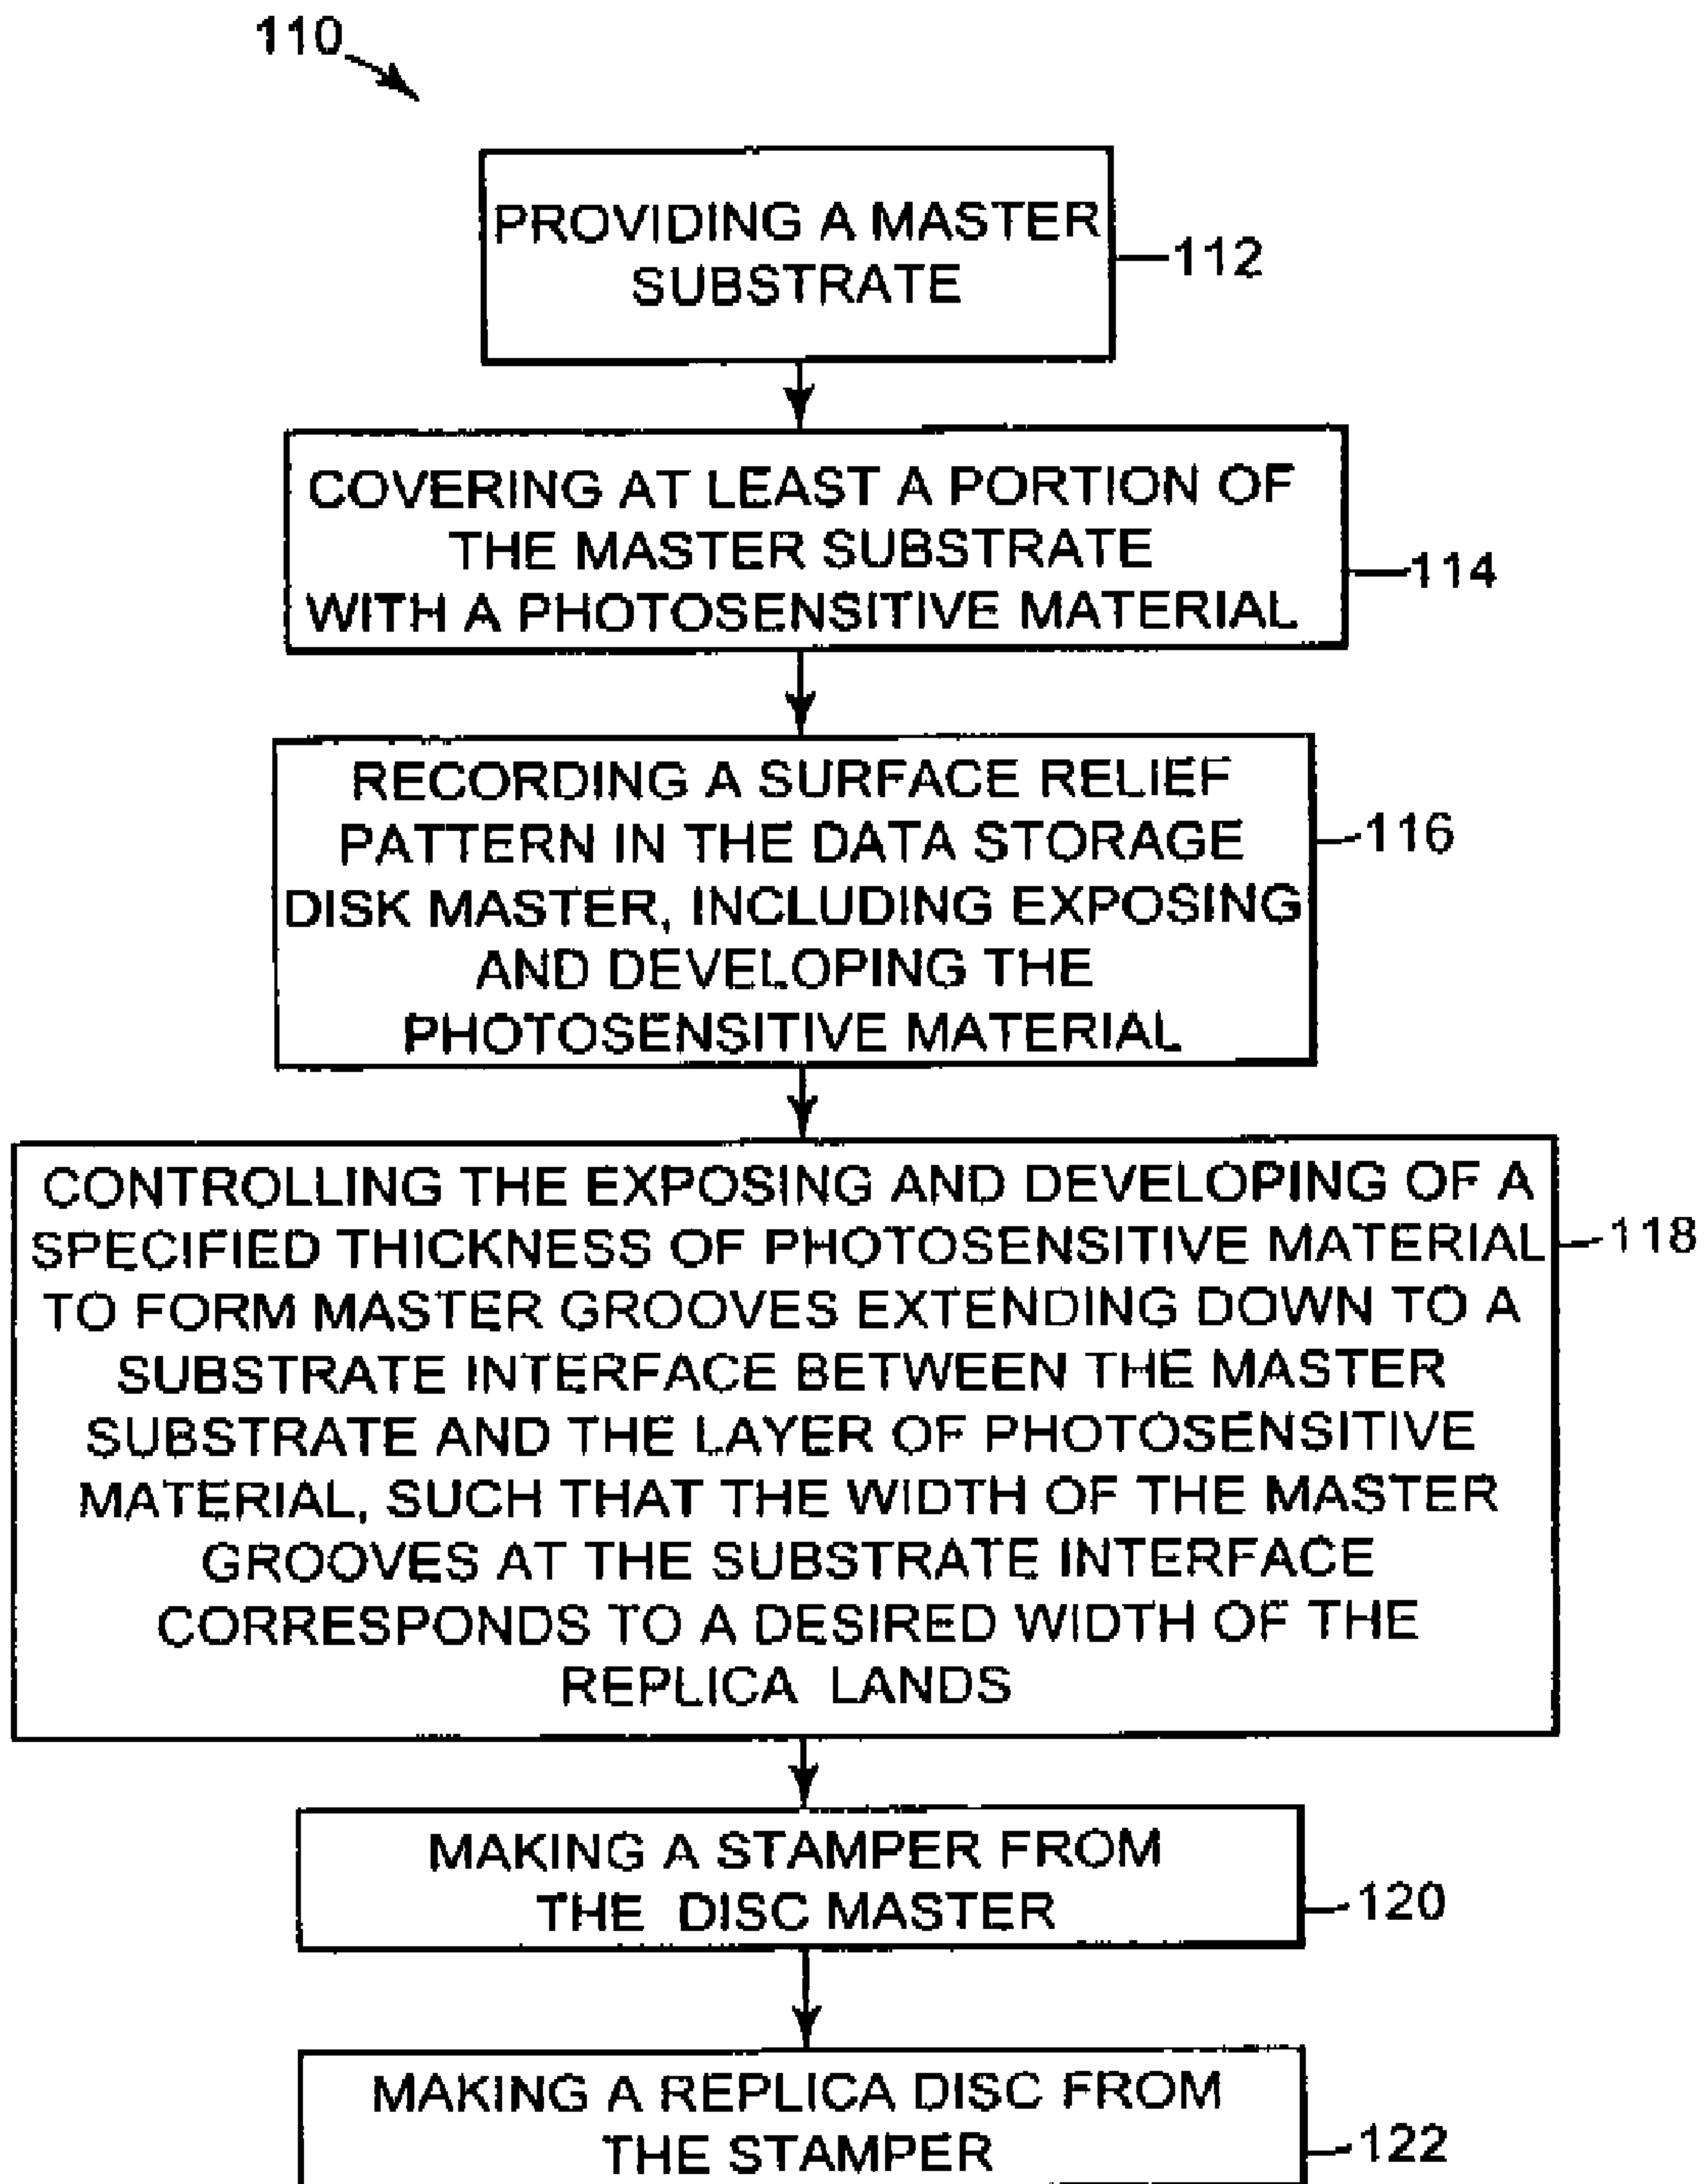 110
PROVIDING A MASTER
SUBSTRATE
112
COVERING AT LEAST A PORTION OF
THE MASTER SUBSTRATE
WITH A PHOTOSENSITIVE MATERIAL
114
RECORDING A SURFACE RELIEF
PATTERN IN THE DATA STORAGE
DISK MASTER, INCLUDING EXPOSING
AND DEVELOPING THE
PHOTOSENSITIVE MATERIAL
116
CONTROLLING THE EXPOSING AND DEVELOPING OF A
SPECIFIED THICKNESS OF PHOTOSENSITIVE MATERIAL
TO FORM MASTER GROOVES EXTENDING DOWN TO A
SUBSTRATE INTERFACE BETWEEN THE MASTER
SUBSTRATE AND THE LAYER OF PHOTOSENSITIVE
MATERIAL, SUCH THAT THE WIDTH OF THE MASTER
GROOVES AT THE SUBSTRATE INTERFACE
CORRESPONDS TO A DESIRED WIDTH OF THE
REPLICA LANDS
118
MAKING A STAMPER FROM
THE DISC MASTER
120
MAKING A REPLICA DISC FROM
THE STAMPER
122